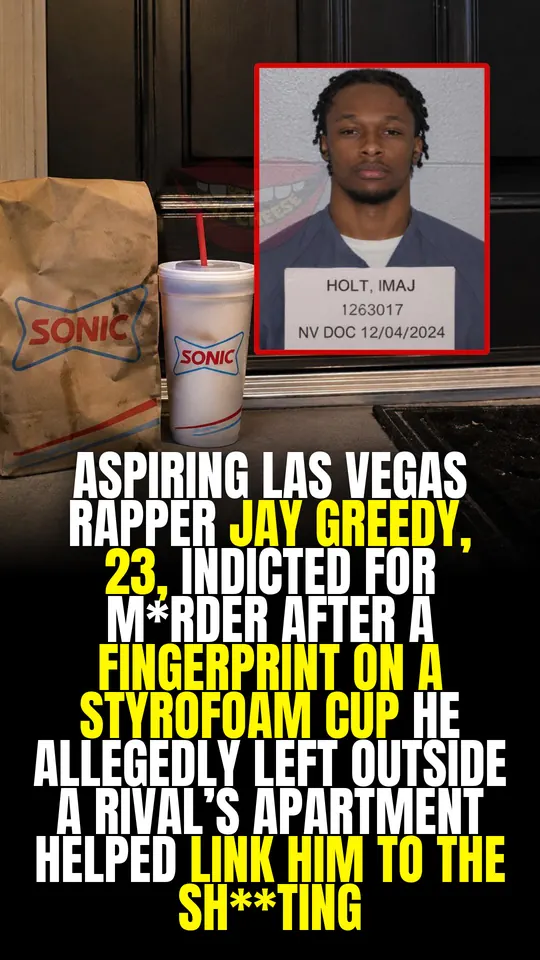 HOLT, IMAJ
1263017
NV DOC 12/04/2024
SONIC
SONIC
ASPIRING LAS VEGAS
RAPPER JAY GREEDY,
23, INDICTED FOR
M*RDER AFTER A
FINGERPRINT ON A
STYROFOAM CUP HE
ALLEGEDLY LEFT OUTSIDE
A RIVAL’S APARTMENT
HELPED LINK HIM TO THE
SH**TING